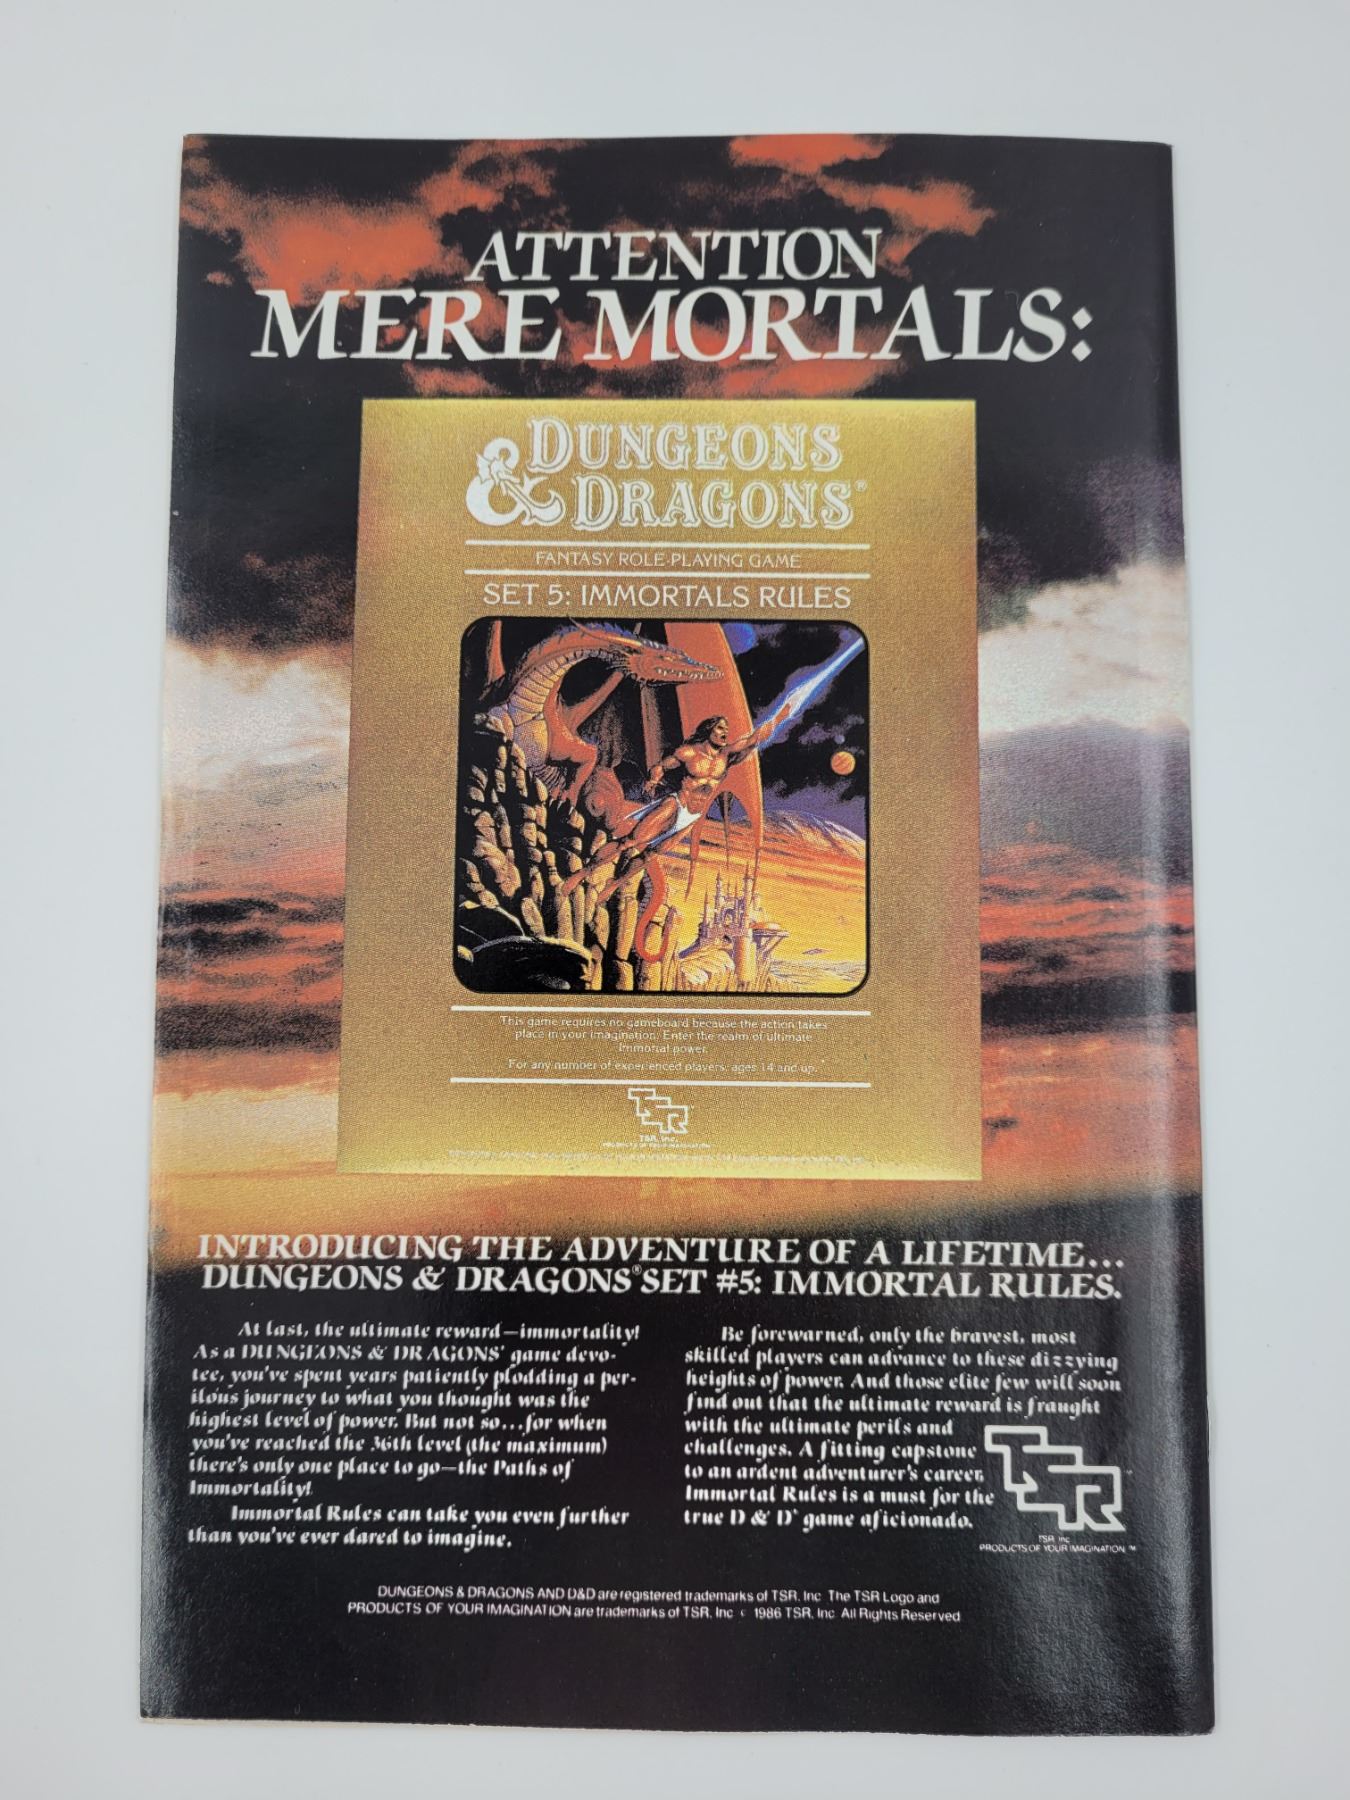 ATTENTION
MERE MORTALS:
DUNGEONS
& DRAGONS®
FANTASY ROLE-PLAYING GAME
SET 5: IMMORTALS RULES
This game requires no gameboard because the action takes
place in your imagination. Enter the realm of ultimate
Immortal power.
For any number of experienced players, ages 14 and up.
TSR
TSR, Inc.
PRODUCTS OF YOUR IMAGINATION
INTRODUCING THE ADVENTURE OF A LIFETIME...
DUNGEONS & DRAGONS® SET #5: IMMORTAL RULES.
At last, the ultimate reward—immortality!
As a DUNGEONS & DRAGONS® game devo-
tee, you've spent years patiently plodding a per-
ilous journey to what you thought was the
highest level of power. But not so...for when
you've reached the 36th level (the maximum)
there's only one place to go—the Paths of
Immortality!
Immortal Rules can take you even further
than you've ever dared to imagine.
Be forewarned, only the bravest, most
skilled players can advance to these dizzying
heights of power. And those elite few will soon
find out that the ultimate reward is fraught
with the ultimate perils and
challenges. A fitting capstone
to an ardent adventurer's career,
Immortal Rules is a must for the
true D & D® game aficionado.
TSR
TSR, Inc.
PRODUCTS OF YOUR IMAGINATION™
DUNGEONS & DRAGONS AND D&D are registered trademarks of TSR, Inc. The TSR Logo and
PRODUCTS OF YOUR IMAGINATION are trademarks of TSR, Inc. © 1986 TSR, Inc. All Rights Reserved